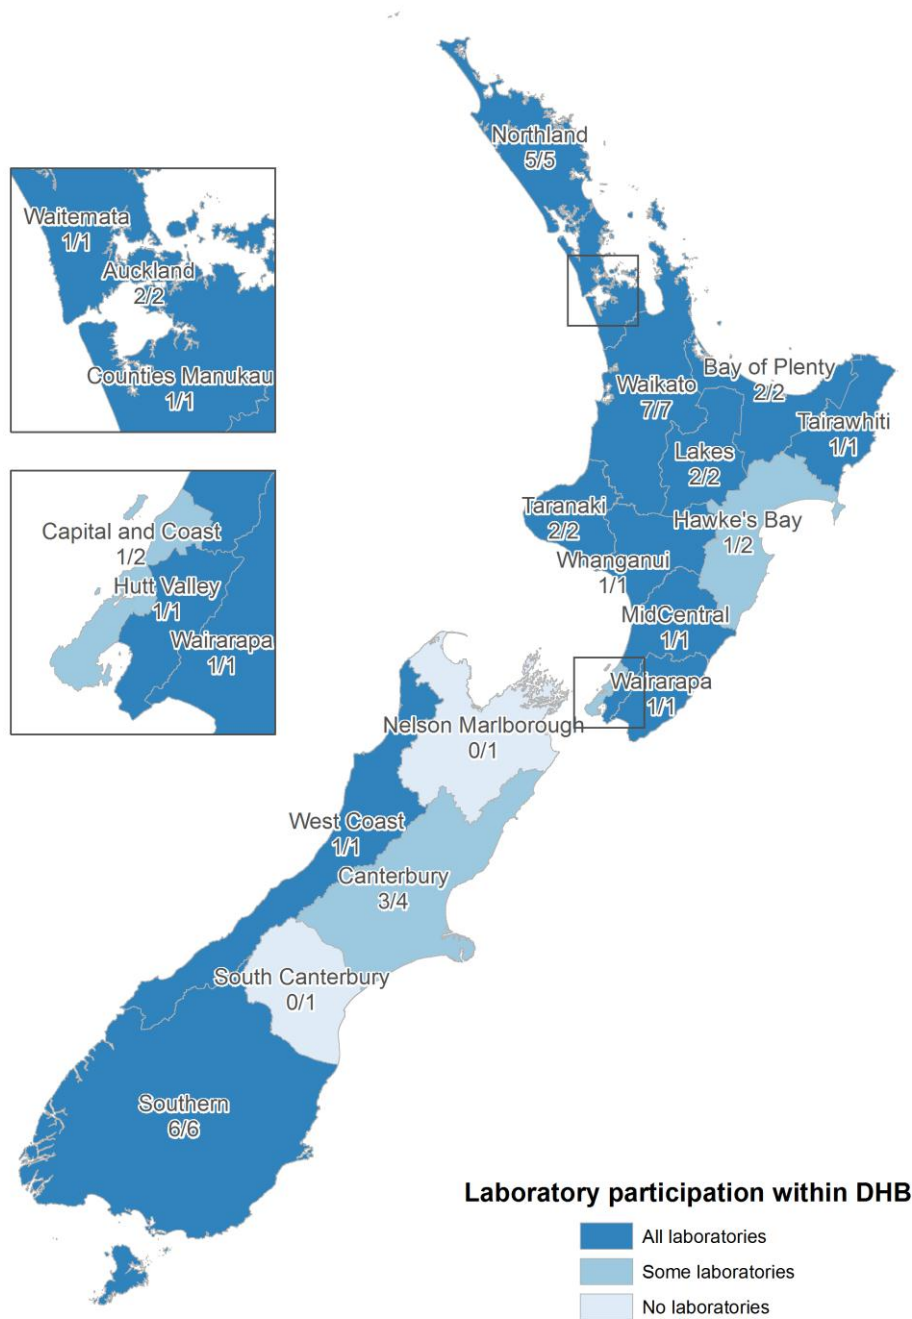 Northland
5/5
Waitemata
1/1
Auckland
2/2
Counties Manukau
1/1
Bay of Plenty
2/2
Waikato
7/7
Tairawhiti
1/1
Lakes
2/2
Taranaki
2/2
Hawke's Bay
1/2
Whanganui
1/1
MidCentral
1/1
Capital and Coast
1/2
Hutt Valley
1/1
Wairarapa
1/1
Wairarapa
1/1
Nelson Marlborough
0/1
West Coast
1/1
Canterbury
3/4
South Canterbury
0/1
Southern
6/6
Laboratory participation within DHB
All laboratories
Some laboratories
No laboratories